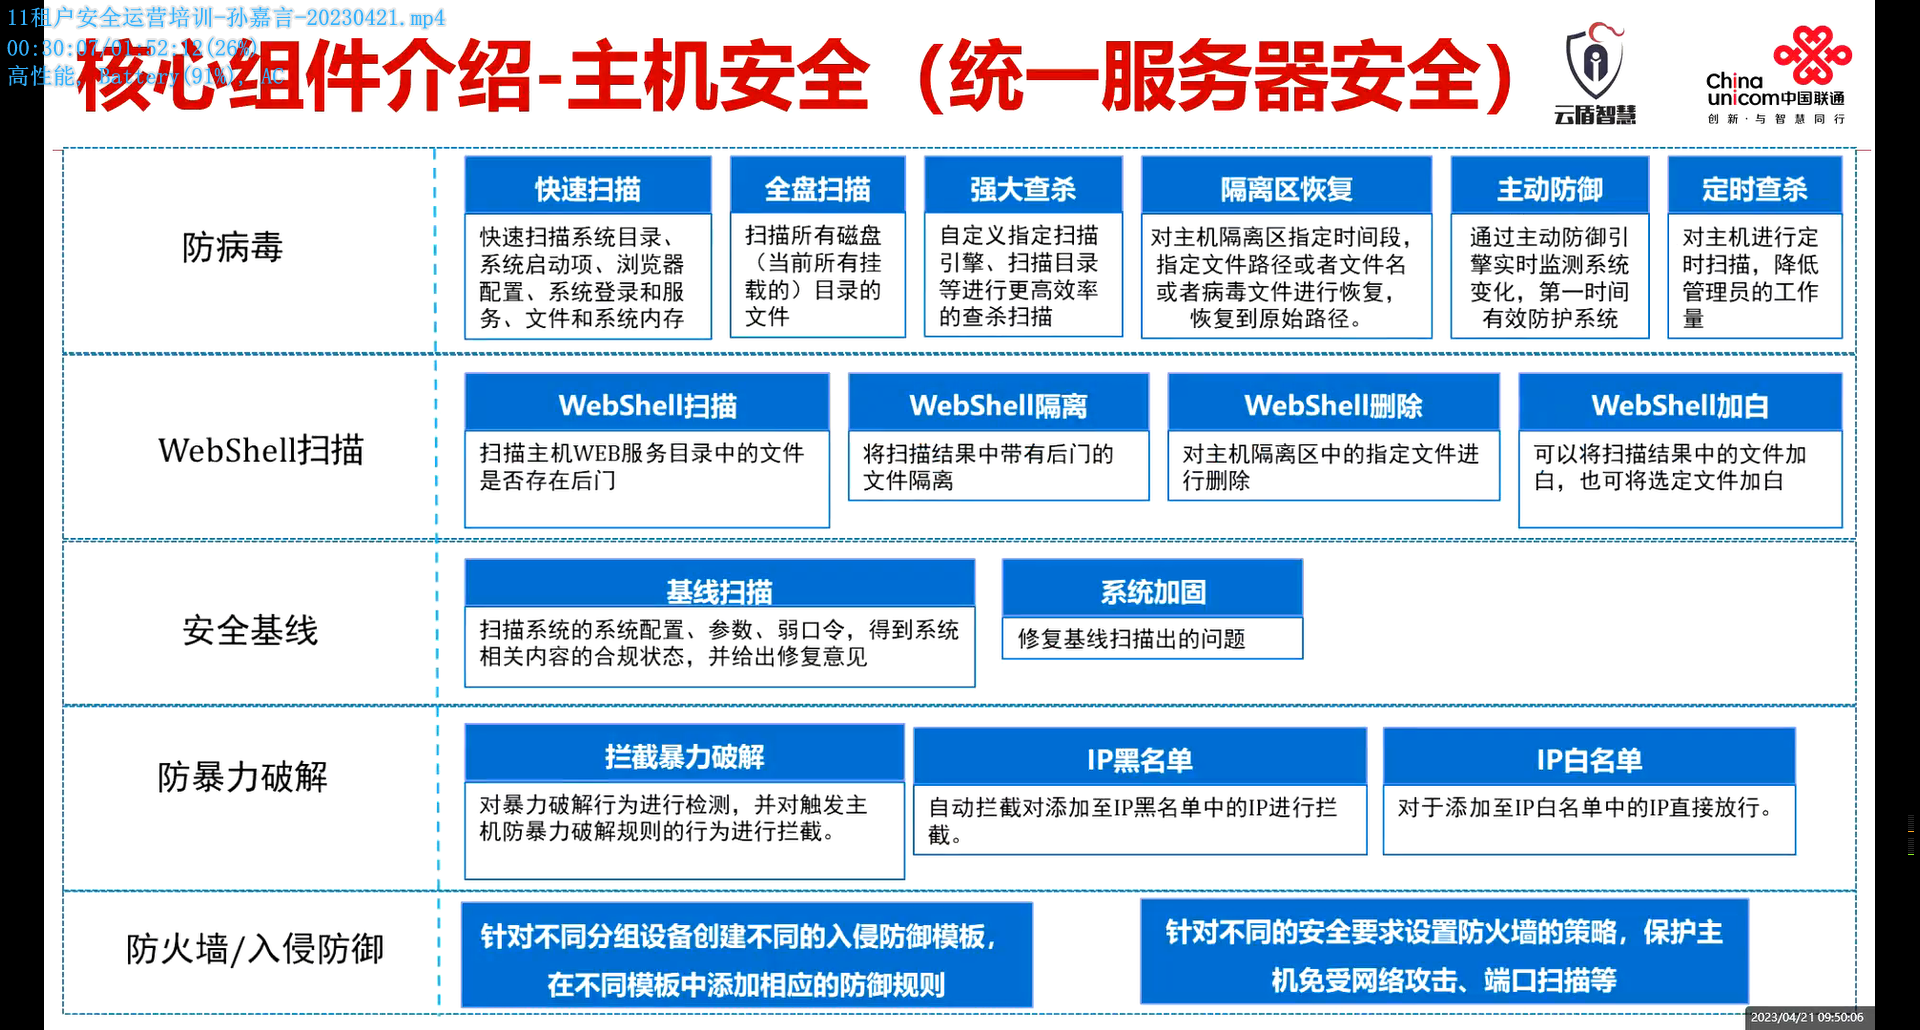 11租户安全运营培训-孙嘉言-20230421.mp4
00:30:07/01:52:12(26%)
高性能, Battery(91%), AC
核心组件介绍-主机安全（统一服务器安全）
云盾智慧
China
unicom中国联通
创新·与智慧同行
防病毒
快速扫描
快速扫描系统目录、
系统启动项、浏览器
配置、系统登录和服
务、文件和系统内存
全盘扫描
扫描所有磁盘
（当前所有挂
载的）目录的
文件
强大查杀
自定义指定扫描
引擎、扫描目录
等进行更高效率
的查杀扫描
隔离区恢复
对主机隔离区指定时间段，
指定文件路径或者文件名
或者病毒文件进行恢复，
恢复到原始路径。
主动防御
通过主动防御引
擎实时监测系统
变化，第一时间
有效防护系统
定时查杀
对主机进行定
时扫描，降低
管理员的工作
量
WebShell扫描
WebShell扫描
扫描主机WEB服务目录中的文件
是否存在后门
WebShell隔离
将扫描结果中带有后门的
文件隔离
WebShell删除
对主机隔离区中的指定文件进
行删除
WebShell加白
可以将扫描结果中的文件加
白，也可将选定文件加白
安全基线
基线扫描
扫描系统的系统配置、参数、弱口令，得到系统
相关内容的合规状态，并给出修复意见
系统加固
修复基线扫描出的问题
防暴力破解
拦截暴力破解
对暴力破解行为进行检测，并对触发主
机防暴力破解规则的行为进行拦截。
IP黑名单
自动拦截对添加至IP黑名单中的IP进行拦
截。
IP白名单
对于添加至IP白名单中的IP直接放行。
防火墙/入侵防御
针对不同分组设备创建不同的入侵防御模板，
在不同模板中添加相应的防御规则
针对不同的安全要求设置防火墙的策略，保护主
机免受网络攻击、端口扫描等
2023/04/21 09:50:06